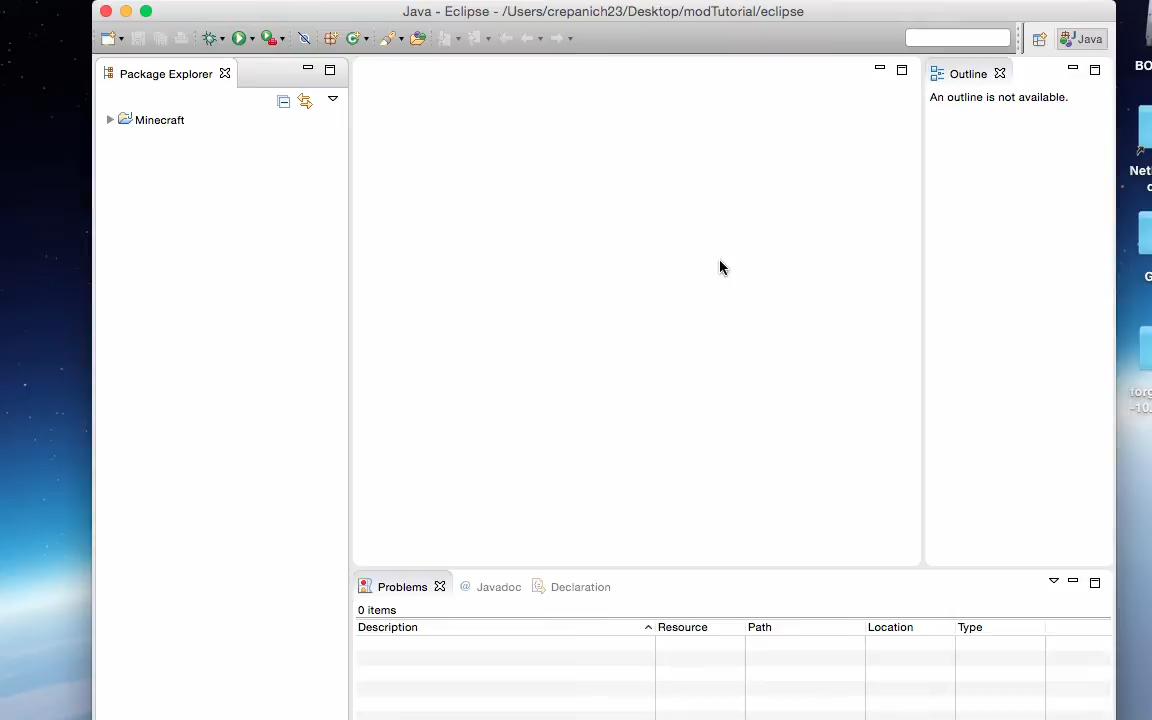 Java - Eclipse - /Users/crepanich23/Desktop/modTutorial/eclipse
Java
Package Explorer
Minecraft
Outline
An outline is not available.
Problems
@ Javadoc
Declaration
0 items
Description
Resource
Path
Location
Type
BO
Net
G
forg
-10.